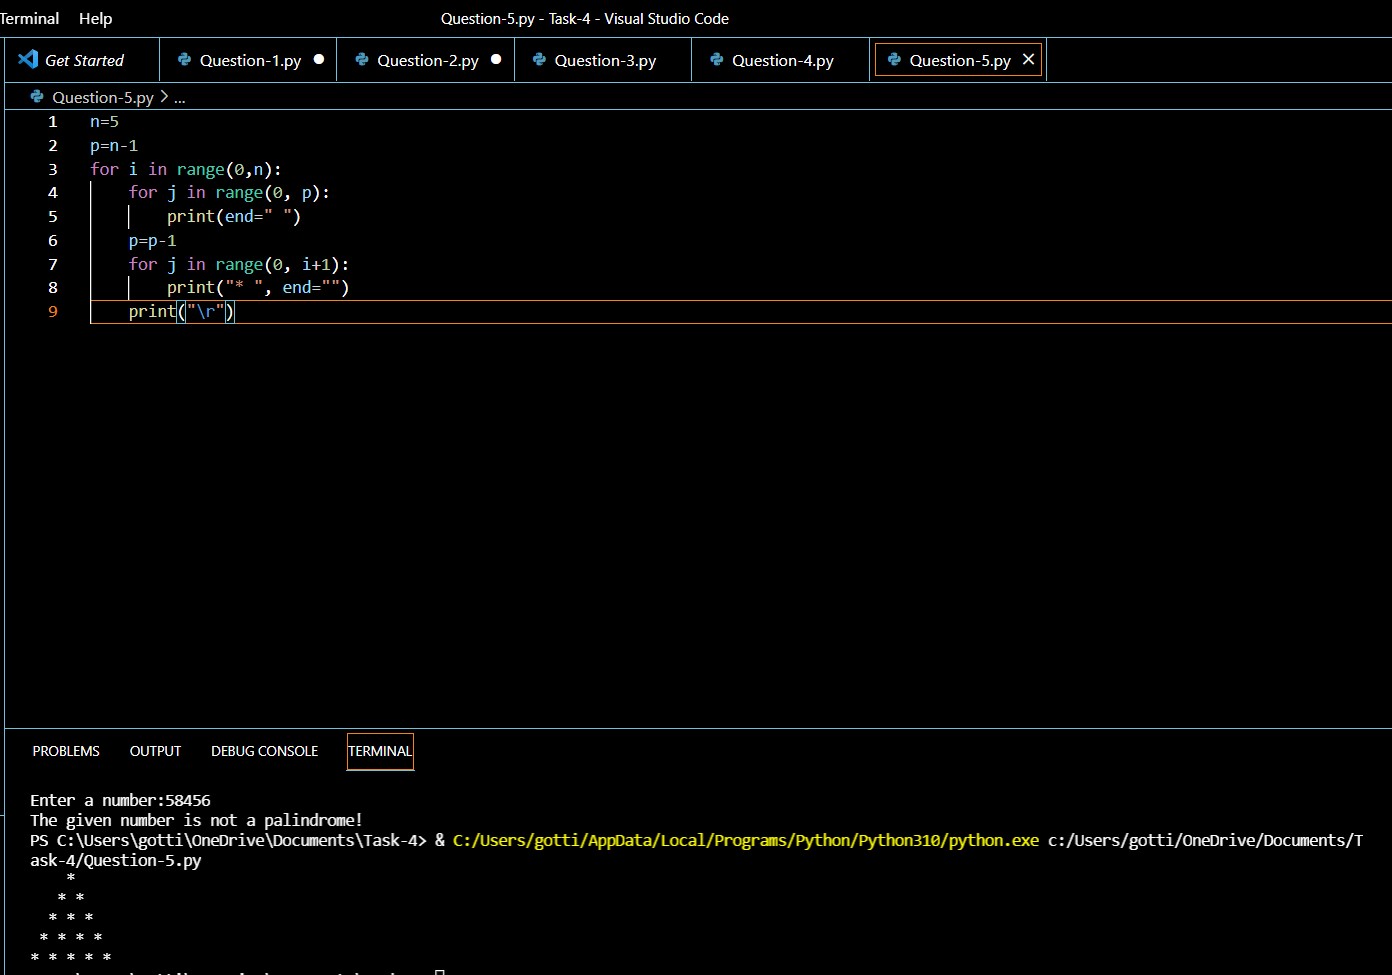 Terminal Help Question-5.py - Task-4 - Visual Studio Code
Get Started Question-1.py Question-2.py Question-3.py Question-4.py Question-5.py
Question-5.py > ...
1 n=5
2 p=n-1
3 for i in range(0,n):
4     for j in range(0, p):
5         print(end=" ")
6     p=p-1
7     for j in range(0, i+1):
8         print("* ", end="")
9     print("\r")
PROBLEMS OUTPUT DEBUG CONSOLE TERMINAL
Enter a number:58456
The given number is not a palindrome!
PS C:\Users\gotti\OneDrive\Documents\Task-4> & C:/Users/gotti/AppData/Local/Programs/Python/Python310/python.exe c:/Users/gotti/OneDrive/Documents/T
ask-4/Question-5.py
    *
   * *
  * * *
 * * * *
* * * * *